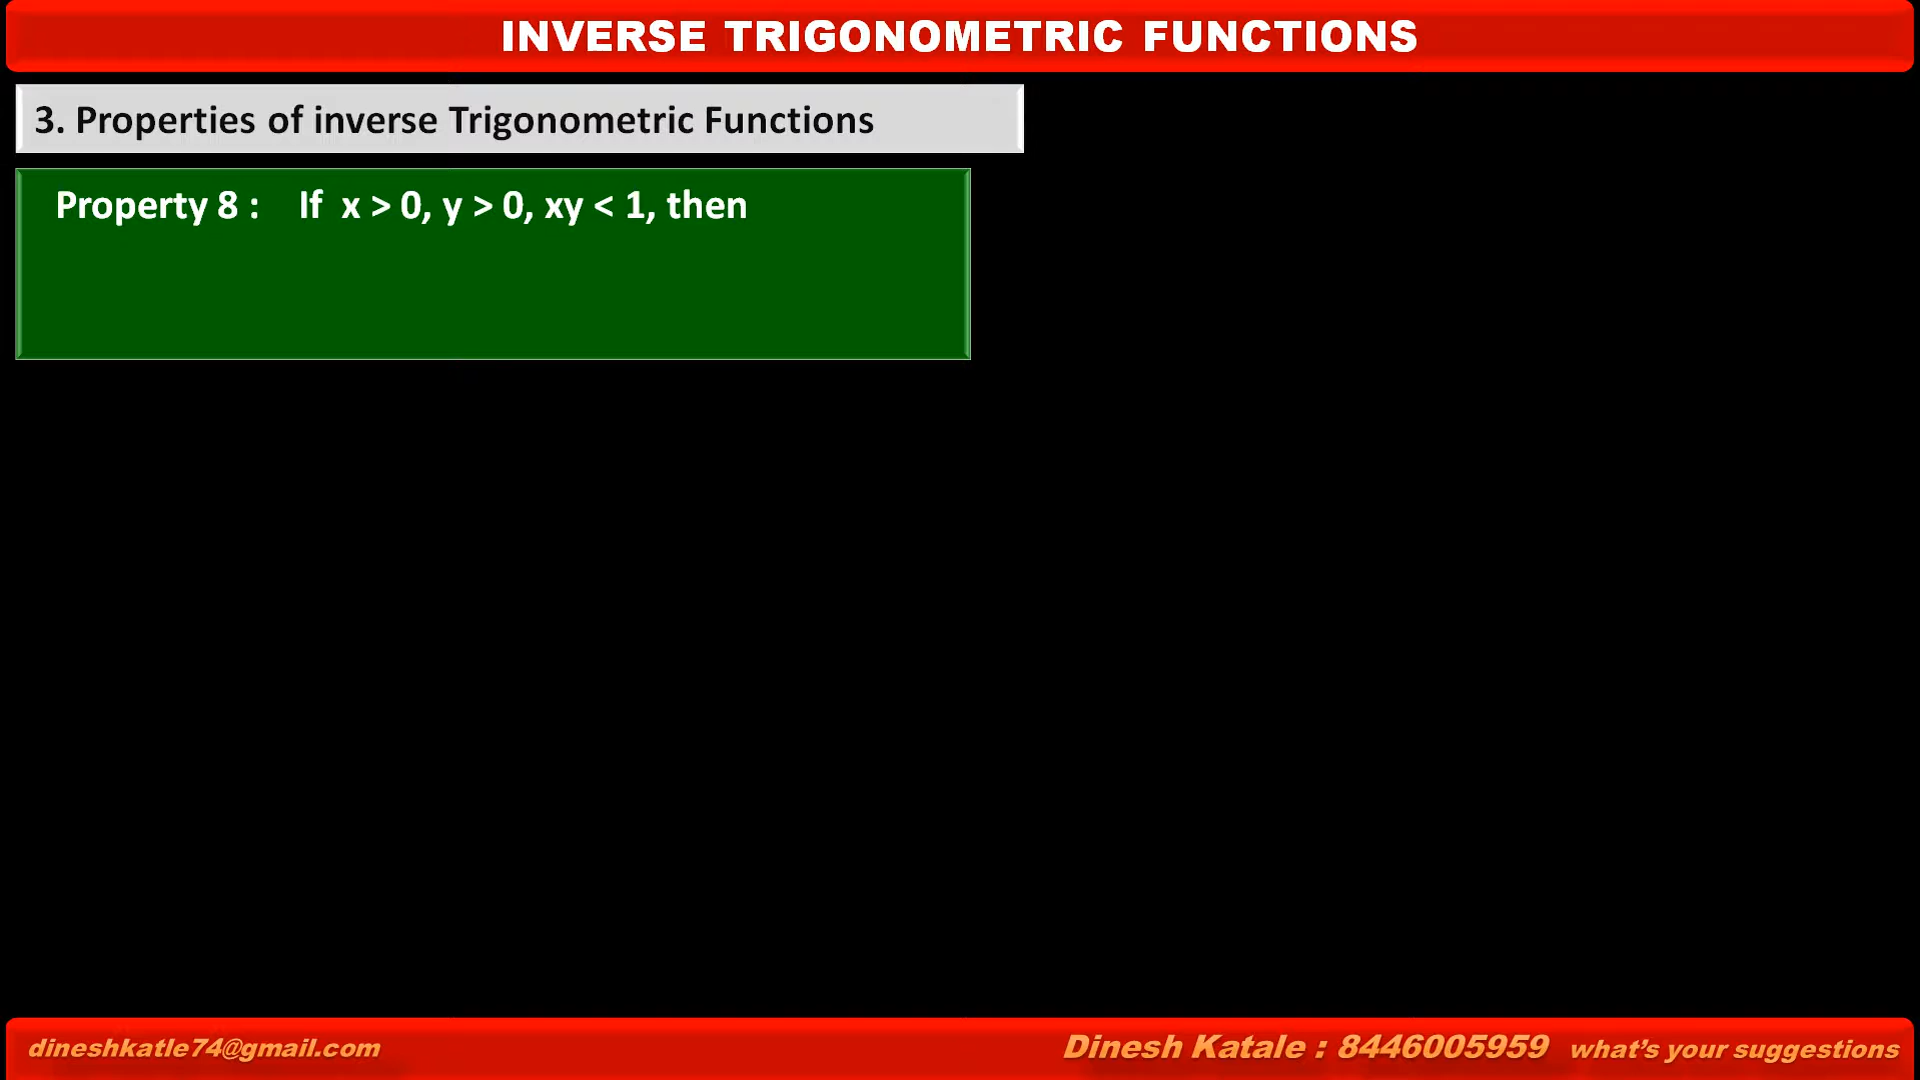 INVERSE TRIGONOMETRIC FUNCTIONS
3. Properties of inverse Trigonometric Functions
Property 8 : If x > 0, y > 0, xy < 1, then
dineshkatle74@gmail.com Dinesh Katale : 8446005959 what's your suggestions